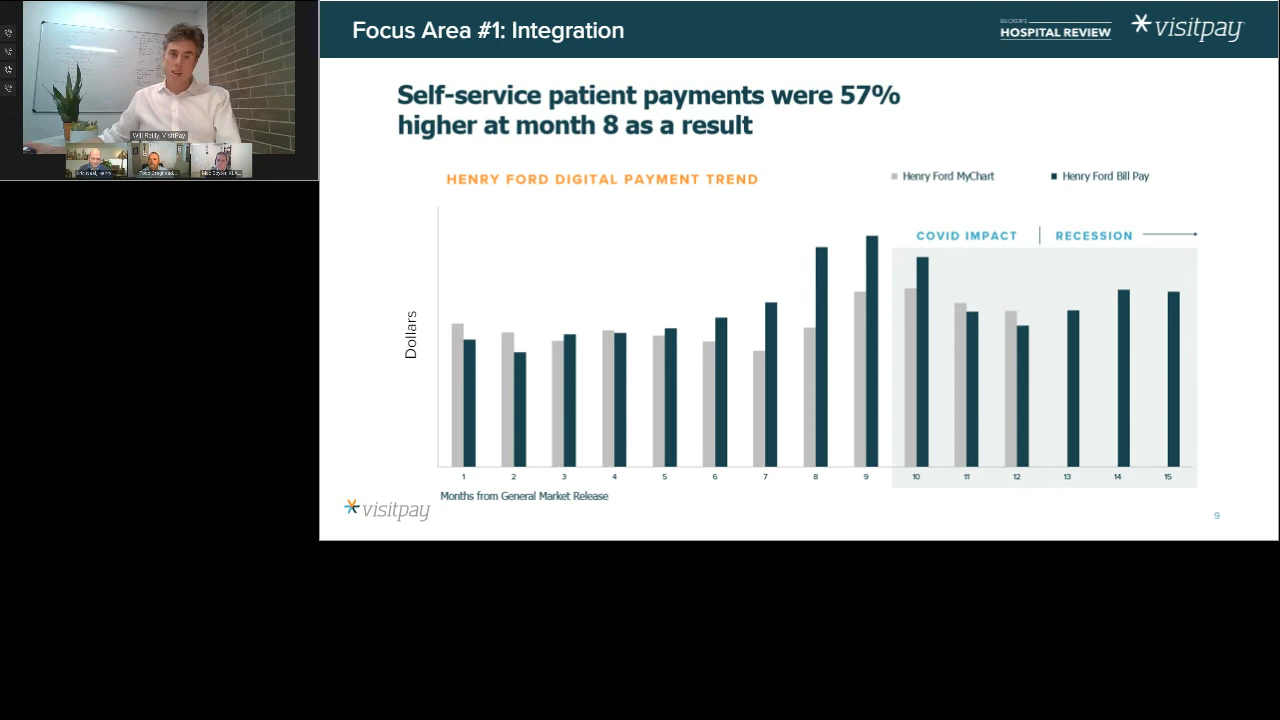 Focus Area #1: Integration
BECKER'S
HOSPITAL REVIEW
visitpay
Self-service patient payments were 57%
higher at month 8 as a result
Will Reilly, VisitPay
HENRY FORD DIGITAL PAYMENT TREND
Henry Ford MyChart
Henry Ford Bill Pay
COVID IMPACT
RECESSION
Dollars
1 2 3 4 5 6 7 8 9 10 11 12 13 14 15
Months from General Market Release
visitpay
9